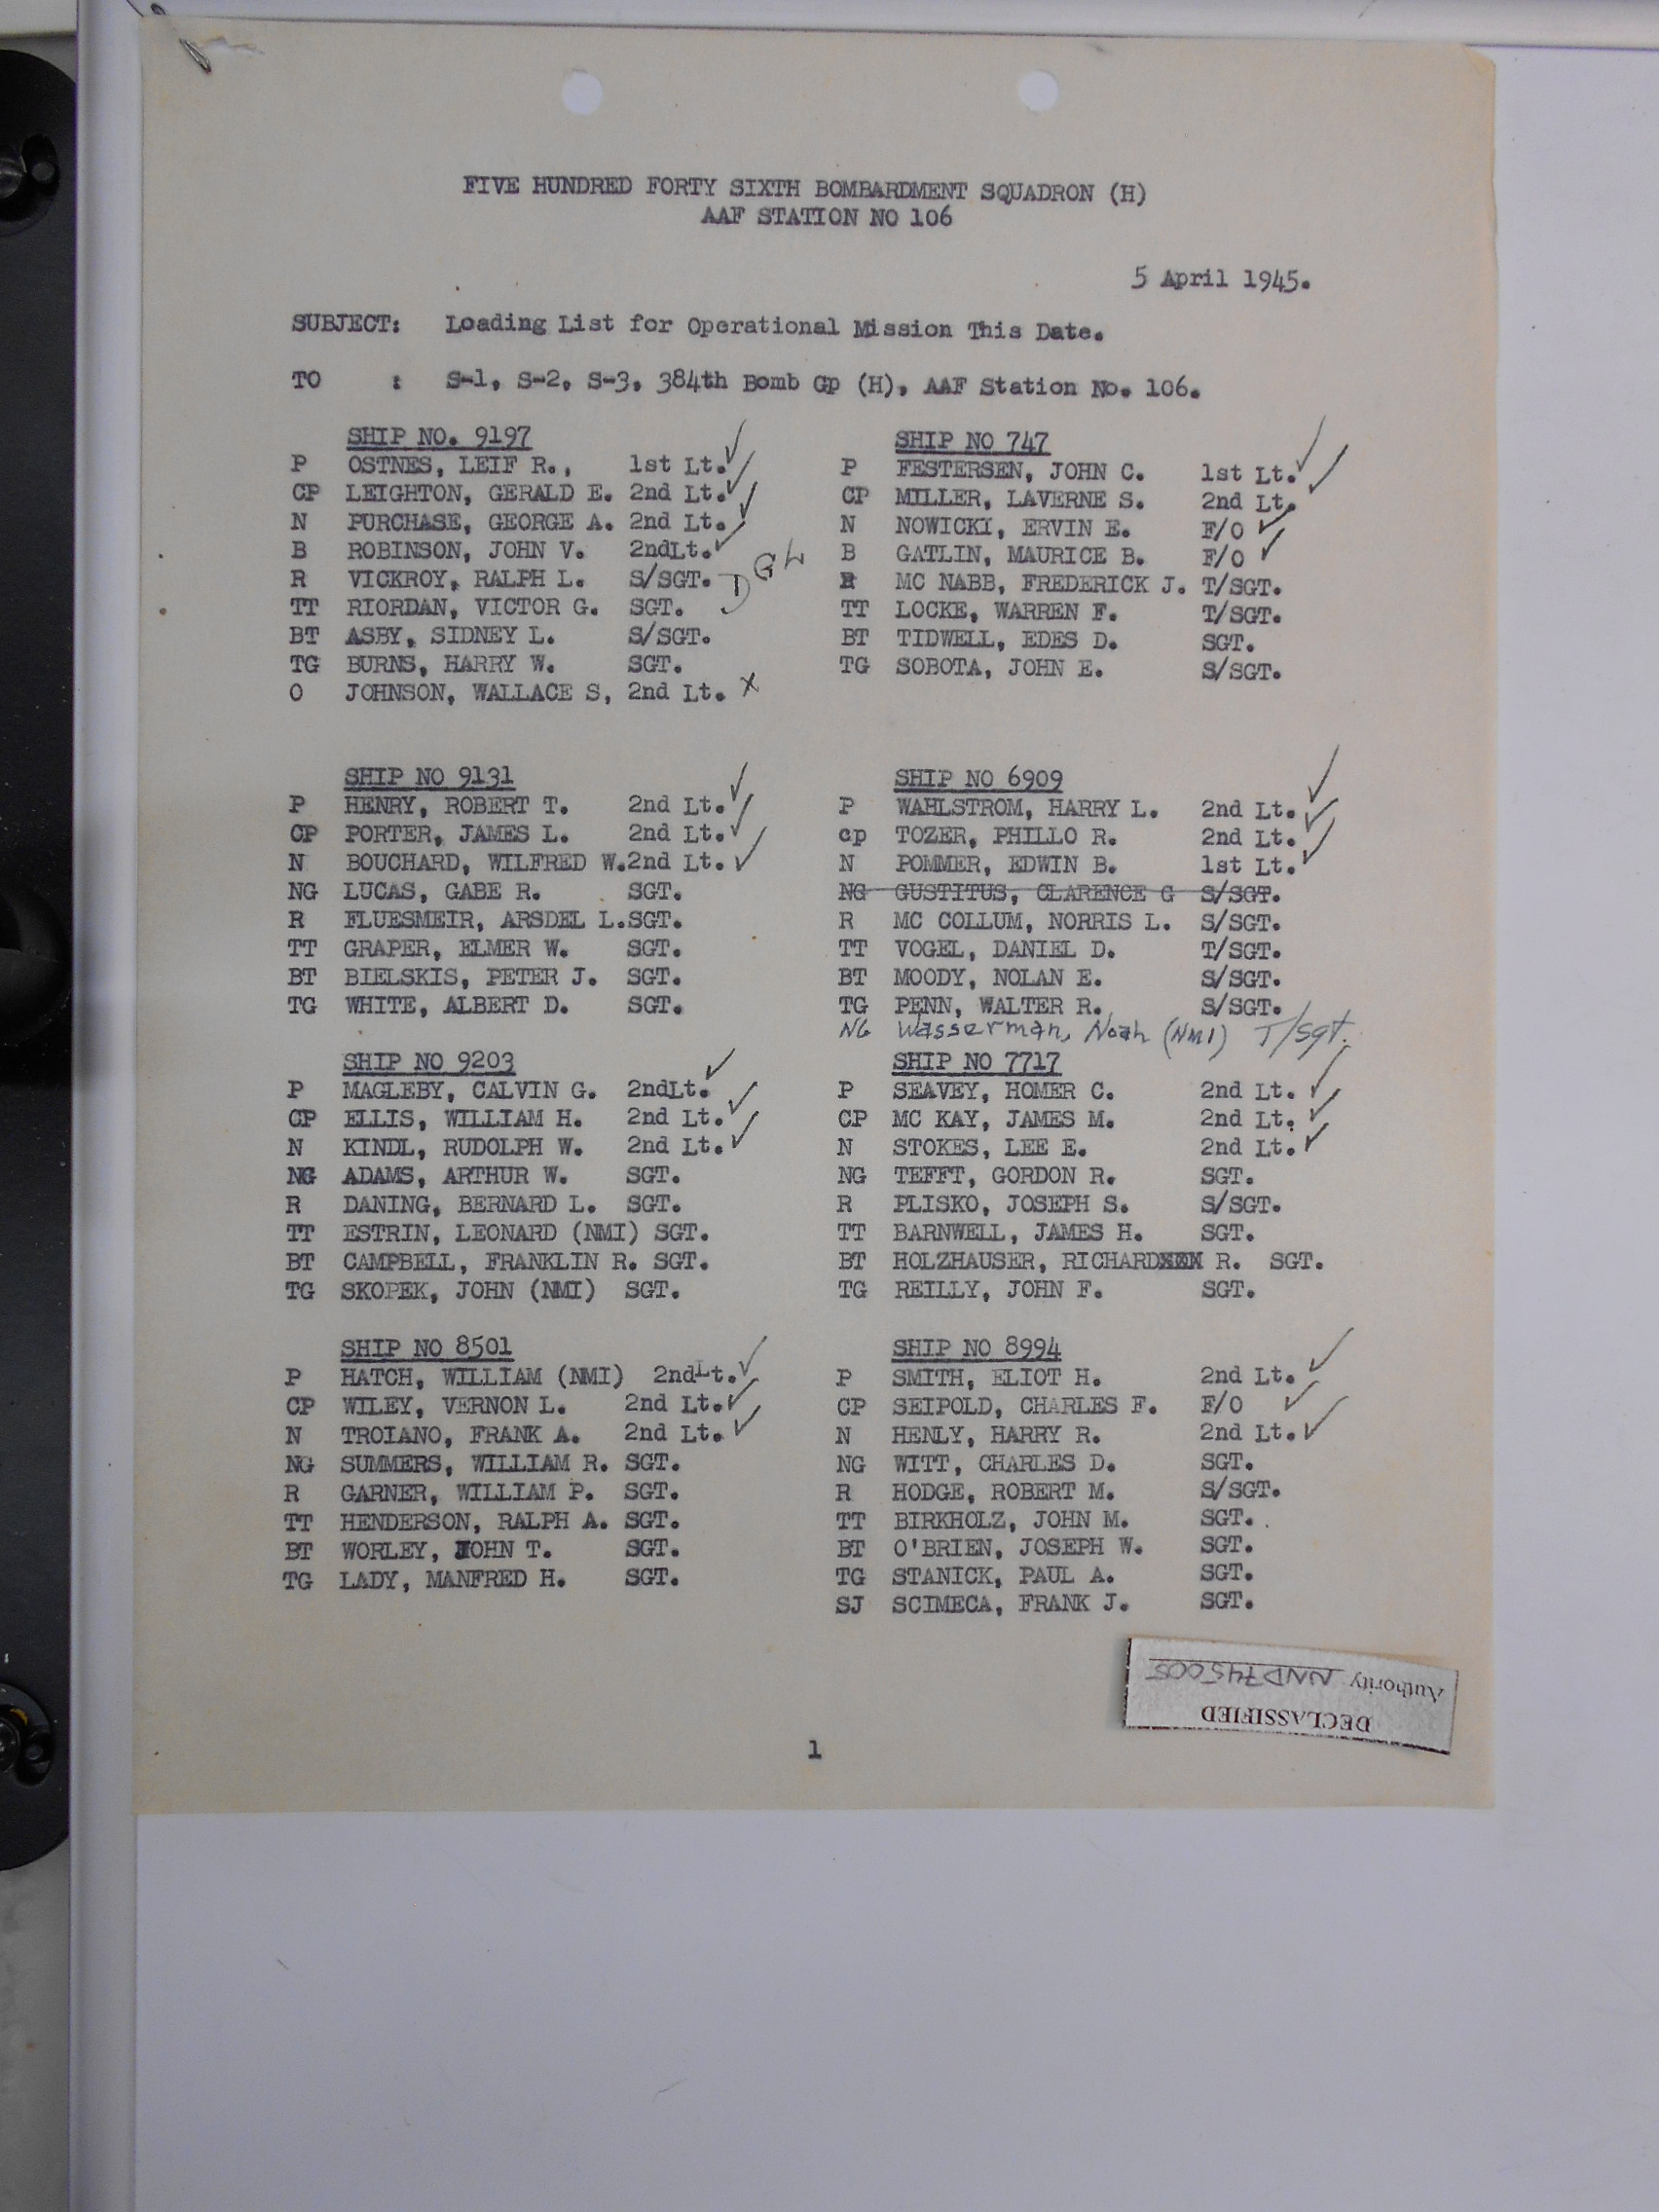 FIVE HUNDRED FORTY SIXTH BOMBARDMENT SQUADRON (H)
AAF STATION NO 106
5 April 1945.
SUBJECT: Loading List for Operational Mission This Date.
TO : S-1, S-2, S-3, 384th Bomb Gp (H), AAF Station No. 106.
SHIP NO. 9197
P OSTNES, LEIF R., 1st Lt. ✓
CP LEIGHTON, GERALD E. 2nd Lt. ✓
N PURCHASE, GEORGE A. 2nd Lt. ✓
B ROBINSON, JOHN V. 2ndLt. ✓
R VICKROY, RALPH L. S/SGT.
TT RIORDAN, VICTOR G. SGT.
BT ASBY, SIDNEY L. S/SGT.
TG BURNS, HARRY W. SGT.
O JOHNSON, WALLACE S, 2nd Lt. X
SHIP NO 747
P FESTERSEN, JOHN C. 1st Lt. ✓
CP MILLER, LAVERNE S. 2nd Lt. ✓
N NOWICKI, ERVIN E. F/O ✓
B GATLIN, MAURICE B. F/O ✓
R MC NABB, FREDERICK J. T/SGT.
TT LOCKE, WARREN F. T/SGT.
BT TIDWELL, EDES D. SGT.
TG SOBOTA, JOHN E. S/SGT.
SHIP NO 9131
P HENRY, ROBERT T. 2nd Lt. ✓
CP PORTER, JAMES L. 2nd Lt. ✓
N BOUCHARD, WILFRED W.2nd Lt. ✓
NG LUCAS, GABE R. SGT.
R FLUESMEIR, ARSDEL L.SGT.
TT GRAPER, ELMER W. SGT.
BT BIELSKIS, PETER J. SGT.
TG WHITE, ALBERT D. SGT.
SHIP NO 6909
P WAHLSTROM, HARRY L. 2nd Lt. ✓
cp TOZER, PHILLO R. 2nd Lt. ✓
N POMMER, EDWIN B. 1st Lt. ✓
NG GUSTITUS, CLARENCE G S/SGT.
R MC COLLUM, NORRIS L. S/SGT.
TT VOGEL, DANIEL D. T/SGT.
BT MOODY, NOLAN E. S/SGT.
TG PENN, WALTER R. S/SGT.
NG Wasserman, Noah (NMI) T/Sgt.
SHIP NO 9203
P MAGLEBY, CALVIN G. 2ndLt. ✓
CP ELLIS, WILLIAM H. 2nd Lt. ✓
N KINDL, RUDOLPH W. 2nd Lt. ✓
NG ADAMS, ARTHUR W. SGT.
R DANING, BERNARD L. SGT.
TT ESTRIN, LEONARD (NMI) SGT.
BT CAMPBELL, FRANKLIN R. SGT.
TG SKOPEK, JOHN (NMI) SGT.
SHIP NO 7717
P SEAVEY, HOMER C. 2nd Lt. ✓
CP MC KAY, JAMES M. 2nd Lt. ✓
N STOKES, LEE E. 2nd Lt. ✓
NG TEFFT, GORDON R. SGT.
R PLISKO, JOSEPH S. S/SGT.
TT BARNWELL, JAMES H. SGT.
BT HOLZHAUSER, RICHARD R. SGT.
TG REILLY, JOHN F. SGT.
SHIP NO 8501
P HATCH, WILLIAM (NMI) 2ndLt. ✓
CP WILEY, VERNON L. 2nd Lt. ✓
N TROIANO, FRANK A. 2nd Lt. ✓
NG SUMMERS, WILLIAM R. SGT.
R GARNER, WILLIAM P. SGT.
TT HENDERSON, RALPH A. SGT.
BT WORLEY, JOHN T. SGT.
TG LADY, MANFRED H. SGT.
SHIP NO 8994
P SMITH, ELIOT H. 2nd Lt. ✓
CP SEIPOLD, CHARLES F. F/O ✓
N HENLY, HARRY R. 2nd Lt. ✓
NG WITT, CHARLES D. SGT.
R HODGE, ROBERT M. S/SGT.
TT BIRKHOLZ, JOHN M. SGT.
BT O'BRIEN, JOSEPH W. SGT.
TG STANICK, PAUL A. SGT.
SJ SCIMECA, FRANK J. SGT.
DECLASSIFIED
Authority NND745005
1